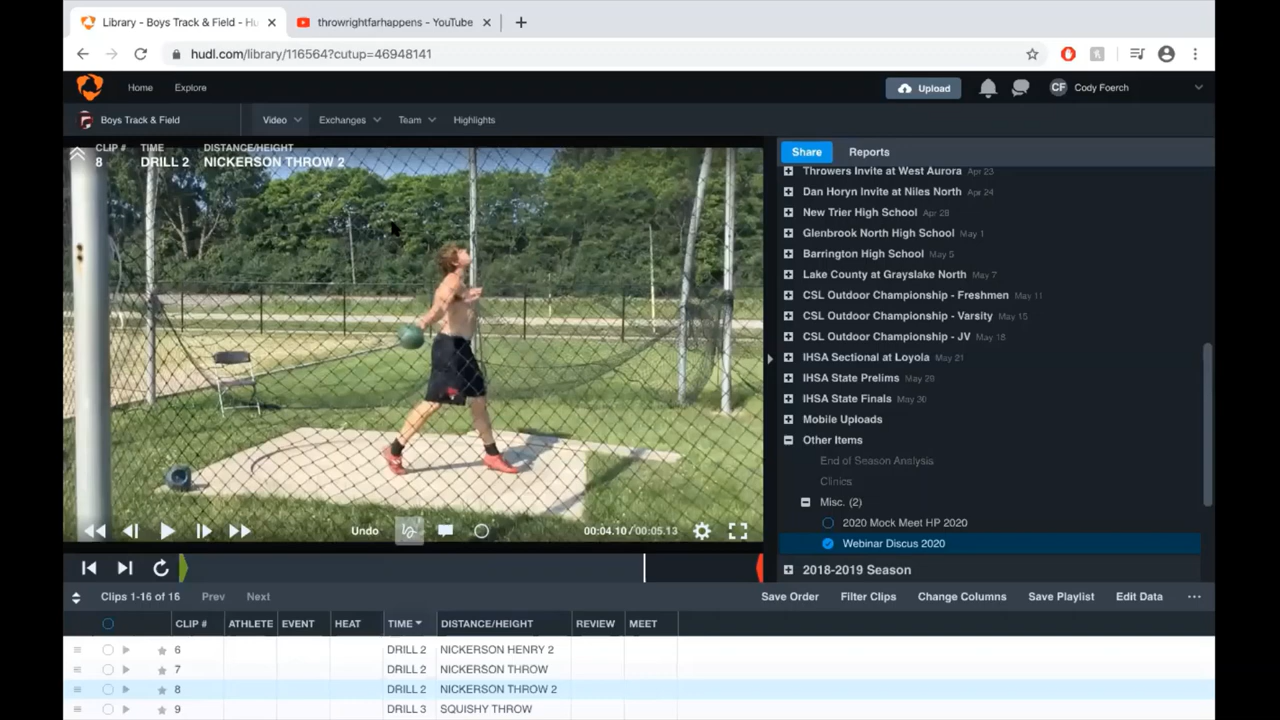 Library - Boys Track & Field - Hu
throwrightfarhappens - YouTube
hudl.com/library/116564?cutup=46948141
Home
Explore
Upload
CF
Cody Foerch
Boys Track & Field
Video
Exchanges
Team
Highlights
CLIP # TIME DISTANCE/HEIGHT
8 DRILL 2 NICKERSON THROW 2
Share
Reports
Throwers Invite at West Aurora Apr 23
Dan Horyn Invite at Niles North Apr 24
New Trier High School Apr 28
Glenbrook North High School May 1
Barrington High School May 5
Lake County at Grayslake North May 7
CSL Outdoor Championship - Freshmen May 11
CSL Outdoor Championship - Varsity May 15
CSL Outdoor Championship - JV May 18
IHSA Sectional at Loyola May 21
IHSA State Prelims May 29
IHSA State Finals May 30
Mobile Uploads
Other Items
End of Season Analysis
Clinics
Misc. (2)
2020 Mock Meet HP 2020
Webinar Discus 2020
2018-2019 Season
Undo
00:04.10/00:05.13
Clips 1-16 of 16
Prev
Next
Save Order
Filter Clips
Change Columns
Save Playlist
Edit Data
CLIP # ATHLETE EVENT HEAT TIME DISTANCE/HEIGHT REVIEW MEET
6 DRILL 2 NICKERSON HENRY 2
7 DRILL 2 NICKERSON THROW
8 DRILL 2 NICKERSON THROW 2
9 DRILL 3 SQUISHY THROW